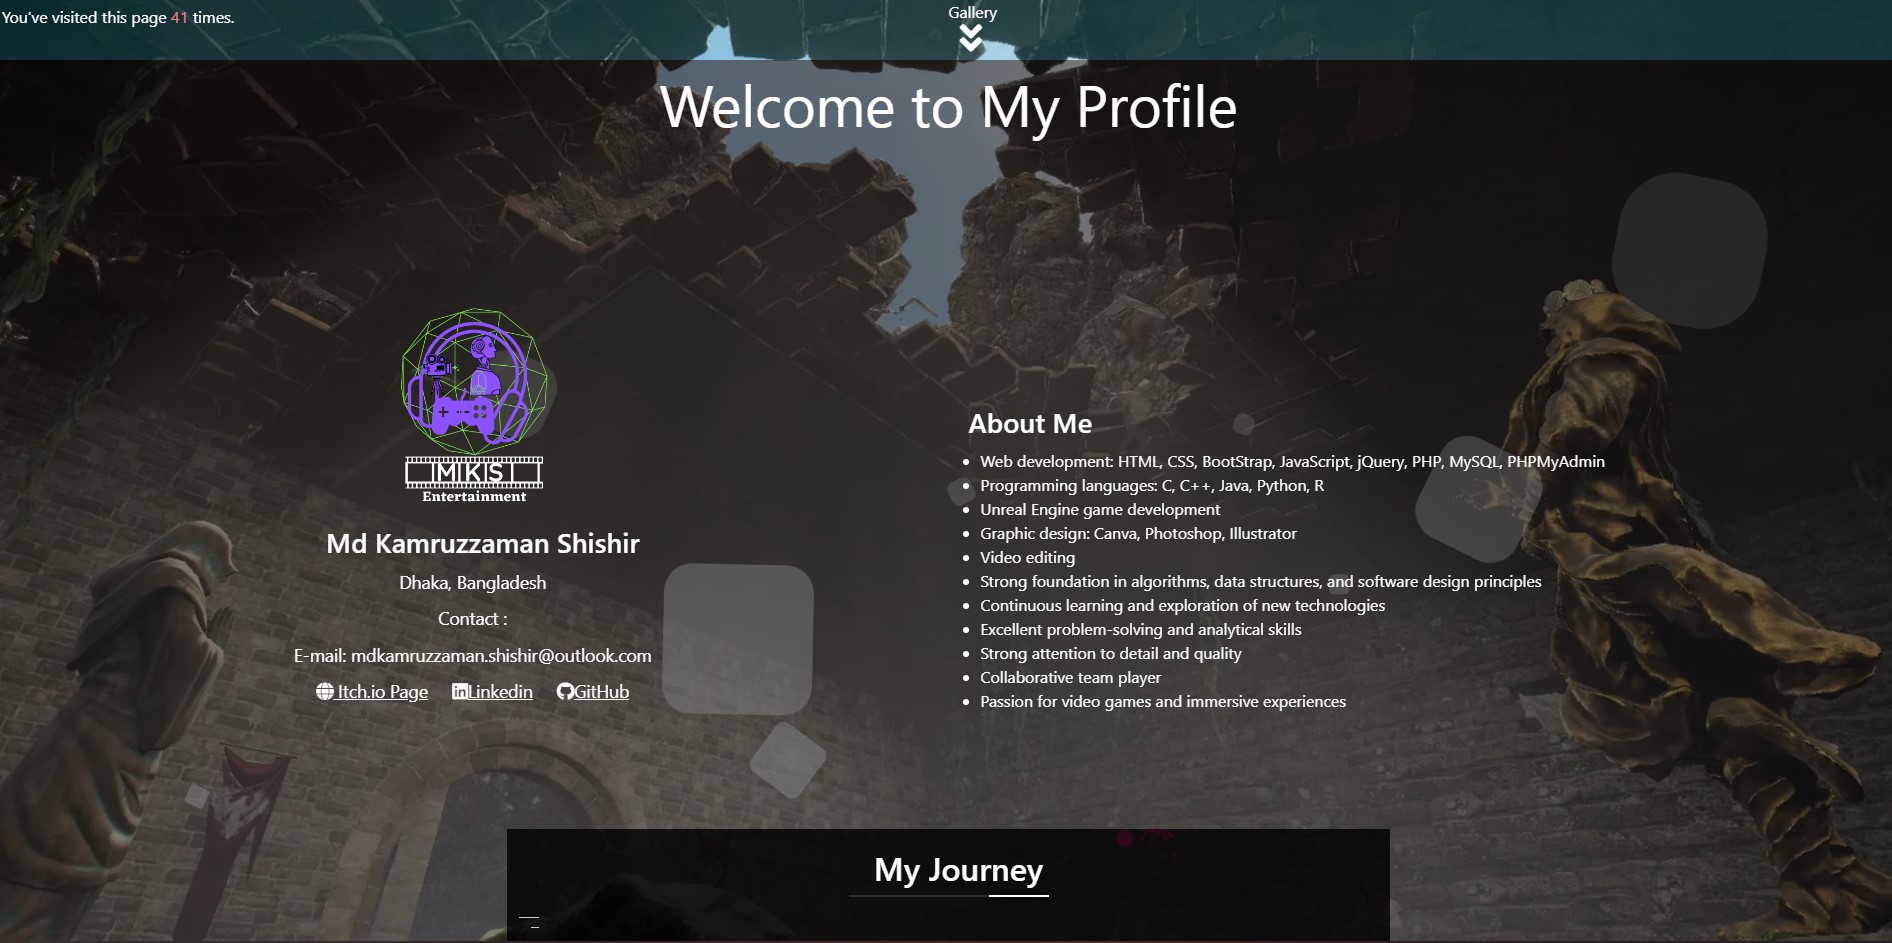 You've visited this page 41 times.
Gallery
Welcome to My Profile
MIKS
Entertainment
Md Kamruzzaman Shishir
Dhaka, Bangladesh
Contact :
E-mail: mdkamruzzaman.shishir@outlook.com
Itch.io Page Linkedin GitHub
About Me
Web development: HTML, CSS, BootStrap, JavaScript, jQuery, PHP, MySQL, PHPMyAdmin
Programming languages: C, C++, Java, Python, R
Unreal Engine game development
Graphic design: Canva, Photoshop, Illustrator
Video editing
Strong foundation in algorithms, data structures, and software design principles
Continuous learning and exploration of new technologies
Excellent problem-solving and analytical skills
Strong attention to detail and quality
Collaborative team player
Passion for video games and immersive experiences
My Journey